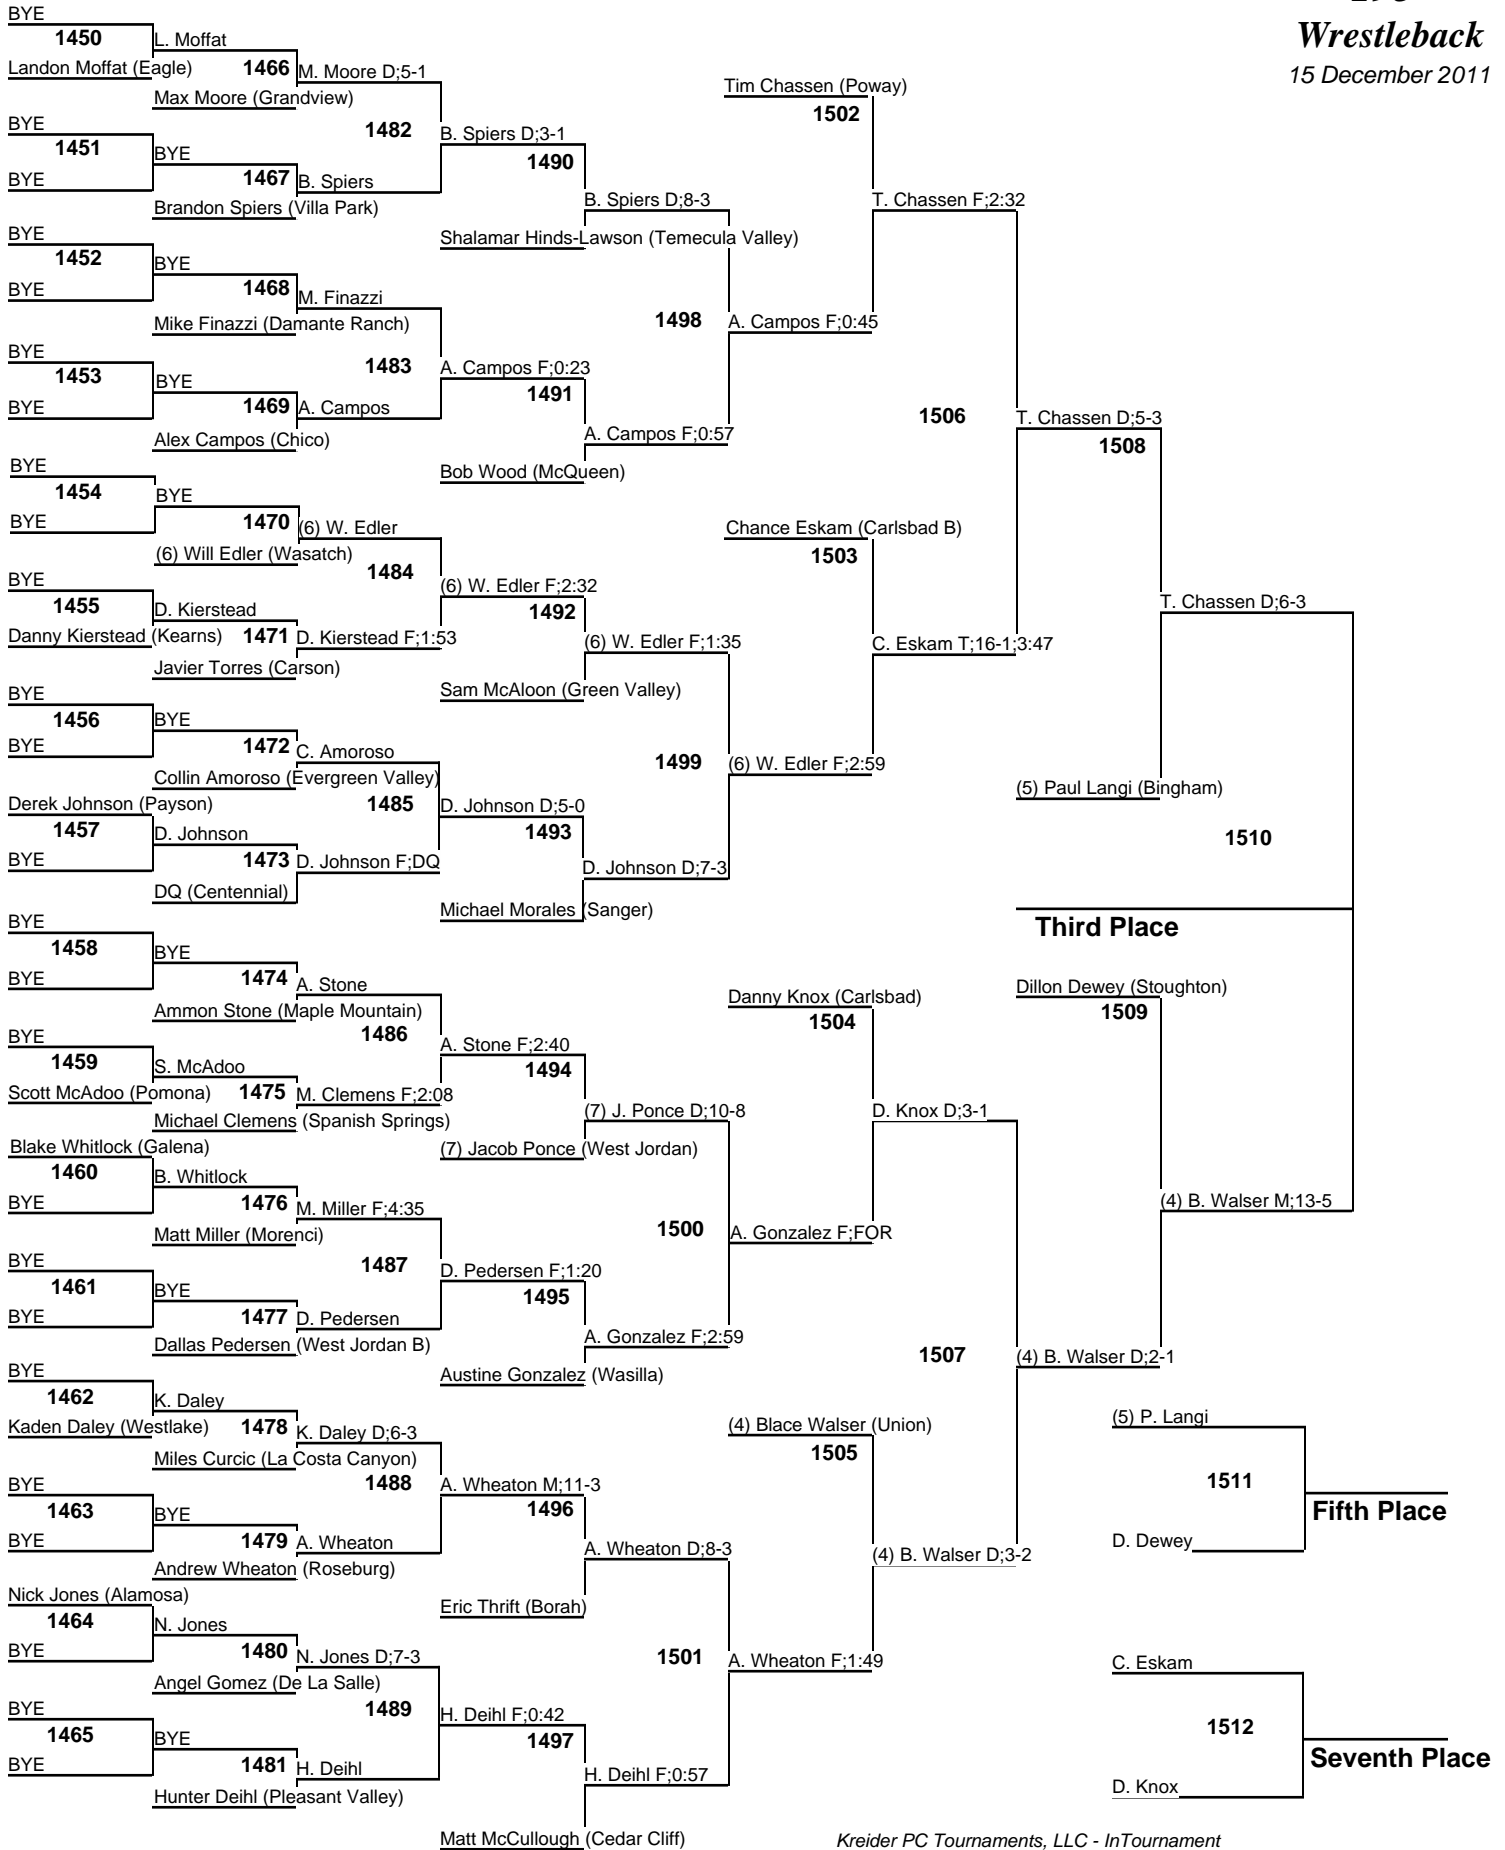 Wrestleback
15 December 2011
BYE
1450
L. Moffat
Landon Moffat (Eagle)
1466
M. Moore D;5-1
Max Moore (Grandview)
BYE
1482
B. Spiers D;3-1
1451
BYE
1490
BYE
1467
B. Spiers
Brandon Spiers (Villa Park)
B. Spiers D;8-3
Shalamar Hinds-Lawson (Temecula Valley)
BYE
1452
BYE
BYE
1468
M. Finazzi
Mike Finazzi (Damante Ranch)
1498
A. Campos F;0:45
BYE
1453
BYE
1483
A. Campos F;0:23
BYE
1469
A. Campos
1491
Alex Campos (Chico)
A. Campos F;0:57
Bob Wood (McQueen)
Tim Chassen (Poway)
1502
T. Chassen F;2:32
1506
T. Chassen D;5-3
1508
BYE
1454
BYE
BYE
1470
(6) W. Edler
(6) Will Edler (Wasatch)
1484
BYE
(6) W. Edler F;2:32
1455
D. Kierstead
1492
Danny Kierstead (Kearns)
1471
D. Kierstead F;1:53
(6) W. Edler F;1:35
Javier Torres (Carson)
Sam McAloon (Green Valley)
Chance Eskam (Carlsbad B)
1503
C. Eskam T;16-1;3:47
T. Chassen D;6-3
BYE
1456
BYE
BYE
1472
C. Amoroso
1499
(6) W. Edler F;2:59
Collin Amoroso (Evergreen Valley)
(5) Paul Langi (Bingham)
Derek Johnson (Payson)
1485
D. Johnson D;5-0
1457
D. Johnson
1493
1510
BYE
1473
D. Johnson F;DQ
D. Johnson D;7-3
DQ (Centennial)
Michael Morales (Sanger)
Third Place
BYE
1458
BYE
BYE
1474
A. Stone
Dillon Dewey (Stoughton)
Ammon Stone (Maple Mountain)
Danny Knox (Carlsbad)
1509
1486
1504
BYE
A. Stone F;2:40
1459
S. McAdoo
1494
Scott McAdoo (Pomona)
1475
M. Clemens F;2:08
Michael Clemens (Spanish Springs)
(7) J. Ponce D;10-8
D. Knox D;3-1
Blake Whitlock (Galena)
(7) Jacob Ponce (West Jordan)
1460
B. Whitlock
BYE
1476
M. Miller F;4:35
(4) B. Walser M;13-5
Matt Miller (Morenci)
1500
A. Gonzalez F;FOR
BYE
1487
D. Pedersen F;1:20
1461
BYE
1495
BYE
1477
D. Pedersen
Dallas Pedersen (West Jordan B)
A. Gonzalez F;2:59
1507
(4) B. Walser D;2-1
Austine Gonzalez (Wasilla)
BYE
1462
K. Daley
Kaden Daley (Westlake)
1478
K. Daley D;6-3
(4) Blace Walser (Union)
(5) P. Langi
Miles Curcic (La Costa Canyon)
1505
BYE
1488
A. Wheaton M;11-3
1511
1463
BYE
1496
Fifth Place
BYE
1479
A. Wheaton
A. Wheaton D;8-3
(4) B. Walser D;3-2
D. Dewey
Andrew Wheaton (Roseburg)
Nick Jones (Alamosa)
Eric Thrift (Borah)
1464
N. Jones
BYE
1480
N. Jones D;7-3
1501
A. Wheaton F;1:49
C. Eskam
Angel Gomez (De La Salle)
BYE
1489
H. Deihl F;0:42
1465
BYE
1497
1512
BYE
1481
H. Deihl
H. Deihl F;0:57
Seventh Place
Hunter Deihl (Pleasant Valley)
D. Knox
Matt McCullough (Cedar Cliff)
Kreider PC Tournaments, LLC - InTournament